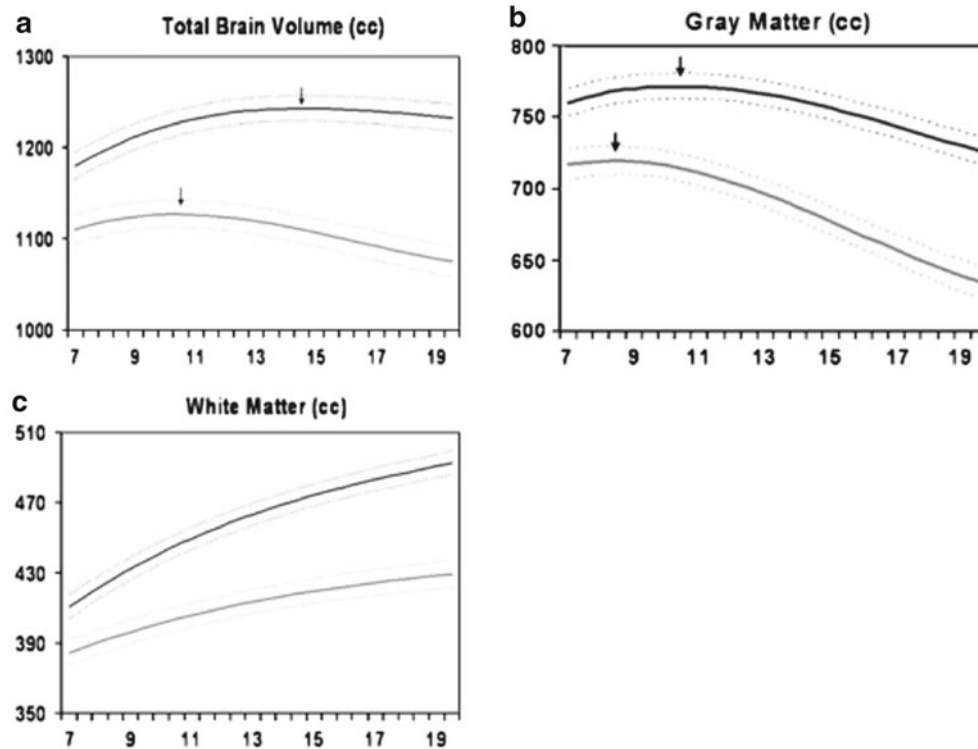 a
Total Brain Volume (cc)
1300
1200
1100
1000
7 9 11 13 15 17 19
b
Gray Matter (cc)
800
750
700
650
600
7 9 11 13 15 17 19
c
White Matter (cc)
510
470
430
390
350
7 9 11 13 15 17 19